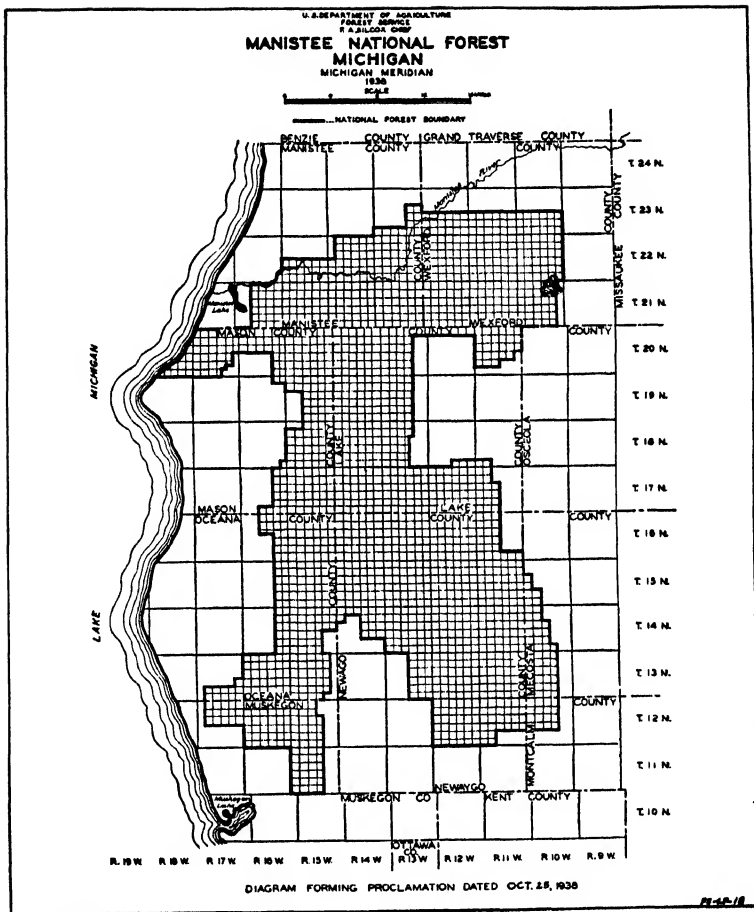 U. S. DEPARTMENT OF AGRICULTURE
FOREST SERVICE
F. A. SILCOX CHIEF
MANISTEE NATIONAL FOREST
MICHIGAN
MICHIGAN MERIDIAN
1938
SCALE
....NATIONAL FOREST BOUNDARY
BENZIE COUNTY GRAND TRAVERSE COUNTY
MANISTEE COUNTY COUNTY
T. 24 N.
Manistee River
COUNTY
COUNTY
T. 23 N.
COUNTY
WEXFORD
T. 22 N.
MISSAUKEE
Manistee
Lake
T. 21 N.
MANISTEE WEXFORD
MASON COUNTY COUNTY COUNTY
T. 20 N.
MICHIGAN
T. 19 N.
COUNTY
LAKE
COUNTY
OSCEOLA
T. 18 N.
T. 17 N.
MASON LAKE
OCEANA COUNTY COUNTY COUNTY
T. 16 N.
COUNTY
T. 15 N.
LAKE
T. 14 N.
NEWAGO
COUNTY
MECOSTA
T. 13 N.
OCEANA
MUSKEGON
COUNTY
T. 12 N.
MONTCALM
T. 11 N.
NEWAYGO
MUSKEGON CO KENT COUNTY
Muskegon
Lake
T. 10 N.
OTTAWA
CO.
R. 19 W. R. 18 W. R. 17 W. R. 16 W. R. 15 W. R. 14 W. R. 13 W. R. 12 W. R. 11 W. R. 10 W. R. 9 W.
DIAGRAM FORMING PROCLAMATION DATED OCT. 25, 1938